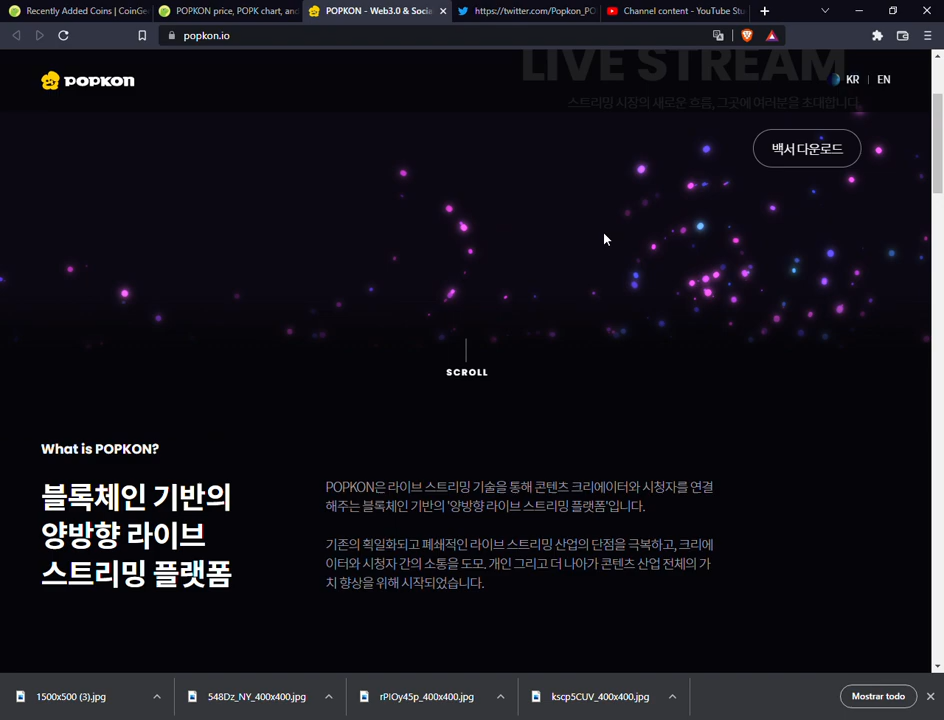 Recently Added Coins | CoinGe
POPKON price, POPK chart, and
POPKON - Web3.0 & Socia
https://twitter.com/Popkon_PO
Channel content - YouTube Stu
popkon.io
LIVE STREAM
POPKON
KR | EN
스트리밍 시장의 새로운 흐름, 그곳에 여러분을 초대합니다.
백서 다운로드
SCROLL
What is POPKON?
블록체인 기반의
양방향 라이브
스트리밍 플랫폼
POPKON은 라이브 스트리밍 기술을 통해 콘텐츠 크리에이터와 시청자를 연결
해주는 블록체인 기반의 '양방향 라이브 스트리밍 플랫폼'입니다.
기존의 획일화되고 폐쇄적인 라이브 스트리밍 산업의 단점을 극복하고, 크리에
이터와 시청자 간의 소통을 도모. 개인 그리고 더 나아가 콘텐츠 산업 전체의 가
치 향상을 위해 시작되었습니다.
1500x500 (3).jpg
548Dz_NY_400x400.jpg
rPIOy45p_400x400.jpg
kscp5CUV_400x400.jpg
Mostrar todo